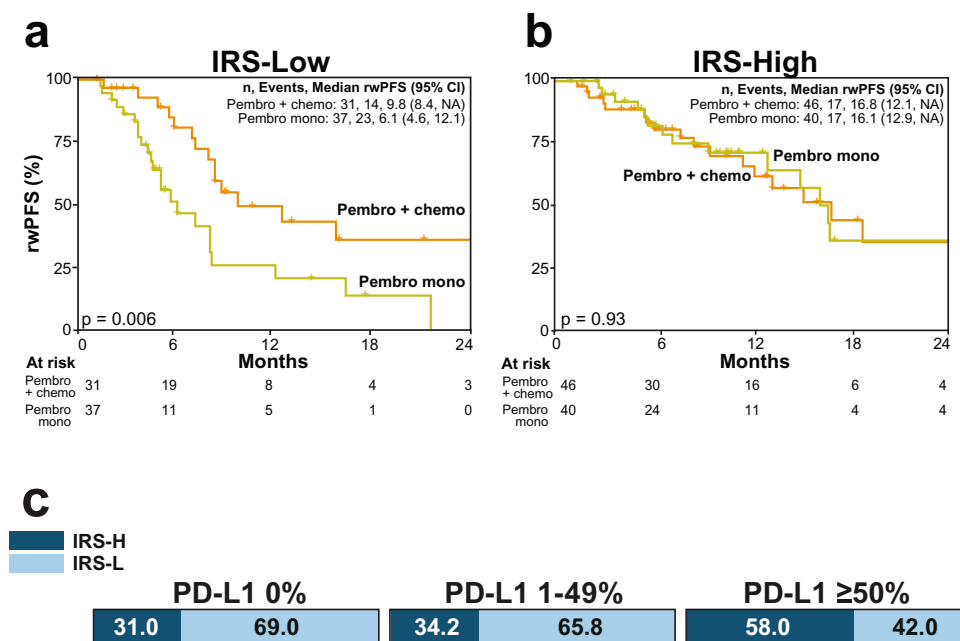 a
IRS-Low
n, Events, Median rwPFS (95% CI)
Pembro + chemo: 31, 14, 9.8 (8.4, NA)
Pembro mono: 37, 23, 6.1 (4.6, 12.1)
100
75
50
25
0
rwPFS (%)
Pembro + chemo
Pembro mono
p = 0.006
0 6 12 18 24
Months
At risk
Pembro + chemo 31 19 8 4 3
Pembro mono 37 11 5 1 0
b
IRS-High
n, Events, Median rwPFS (95% CI)
Pembro + chemo: 46, 17, 16.8 (12.1, NA)
Pembro mono: 40, 17, 16.1 (12.9, NA)
100
75
50
25
0
Pembro mono
Pembro + chemo
p = 0.93
0 6 12 18 24
Months
At risk
Pembro + chemo 46 30 16 6 4
Pembro mono 40 24 11 4 4
c
IRS-H
IRS-L
PD-L1 0%
31.0 69.0
PD-L1 1-49%
34.2 65.8
PD-L1 ≥50%
58.0 42.0